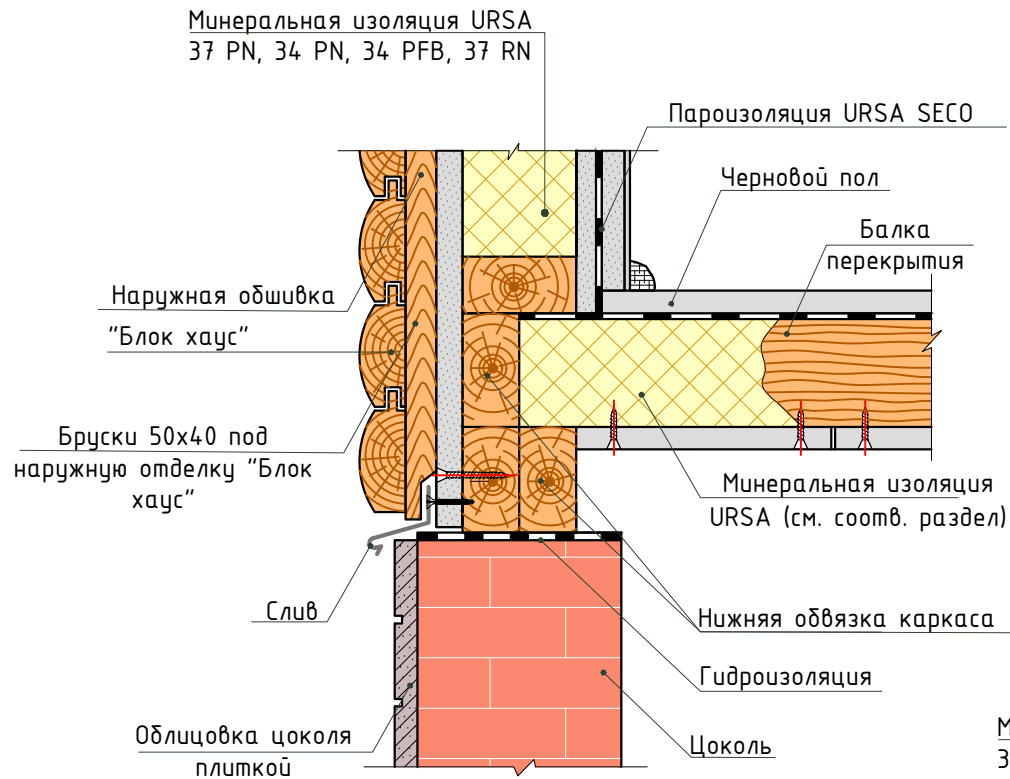 Минеральная изоляция URSA
37 PN, 34 PN, 34 PFB, 37 RN
Пароизоляция URSA SECO
Черновой пол
Балка
перекрытия
Наружная обшивка
"Блок хаус"
Бруски 50х40 под
наружную отделку "Блок
хаус"
Минеральная изоляция
URSA (см. соотв. раздел)
Слив
Нижняя обвязка каркаса
Гидроизоляция
Облицовка цоколя
плиткой
Цоколь
М
3